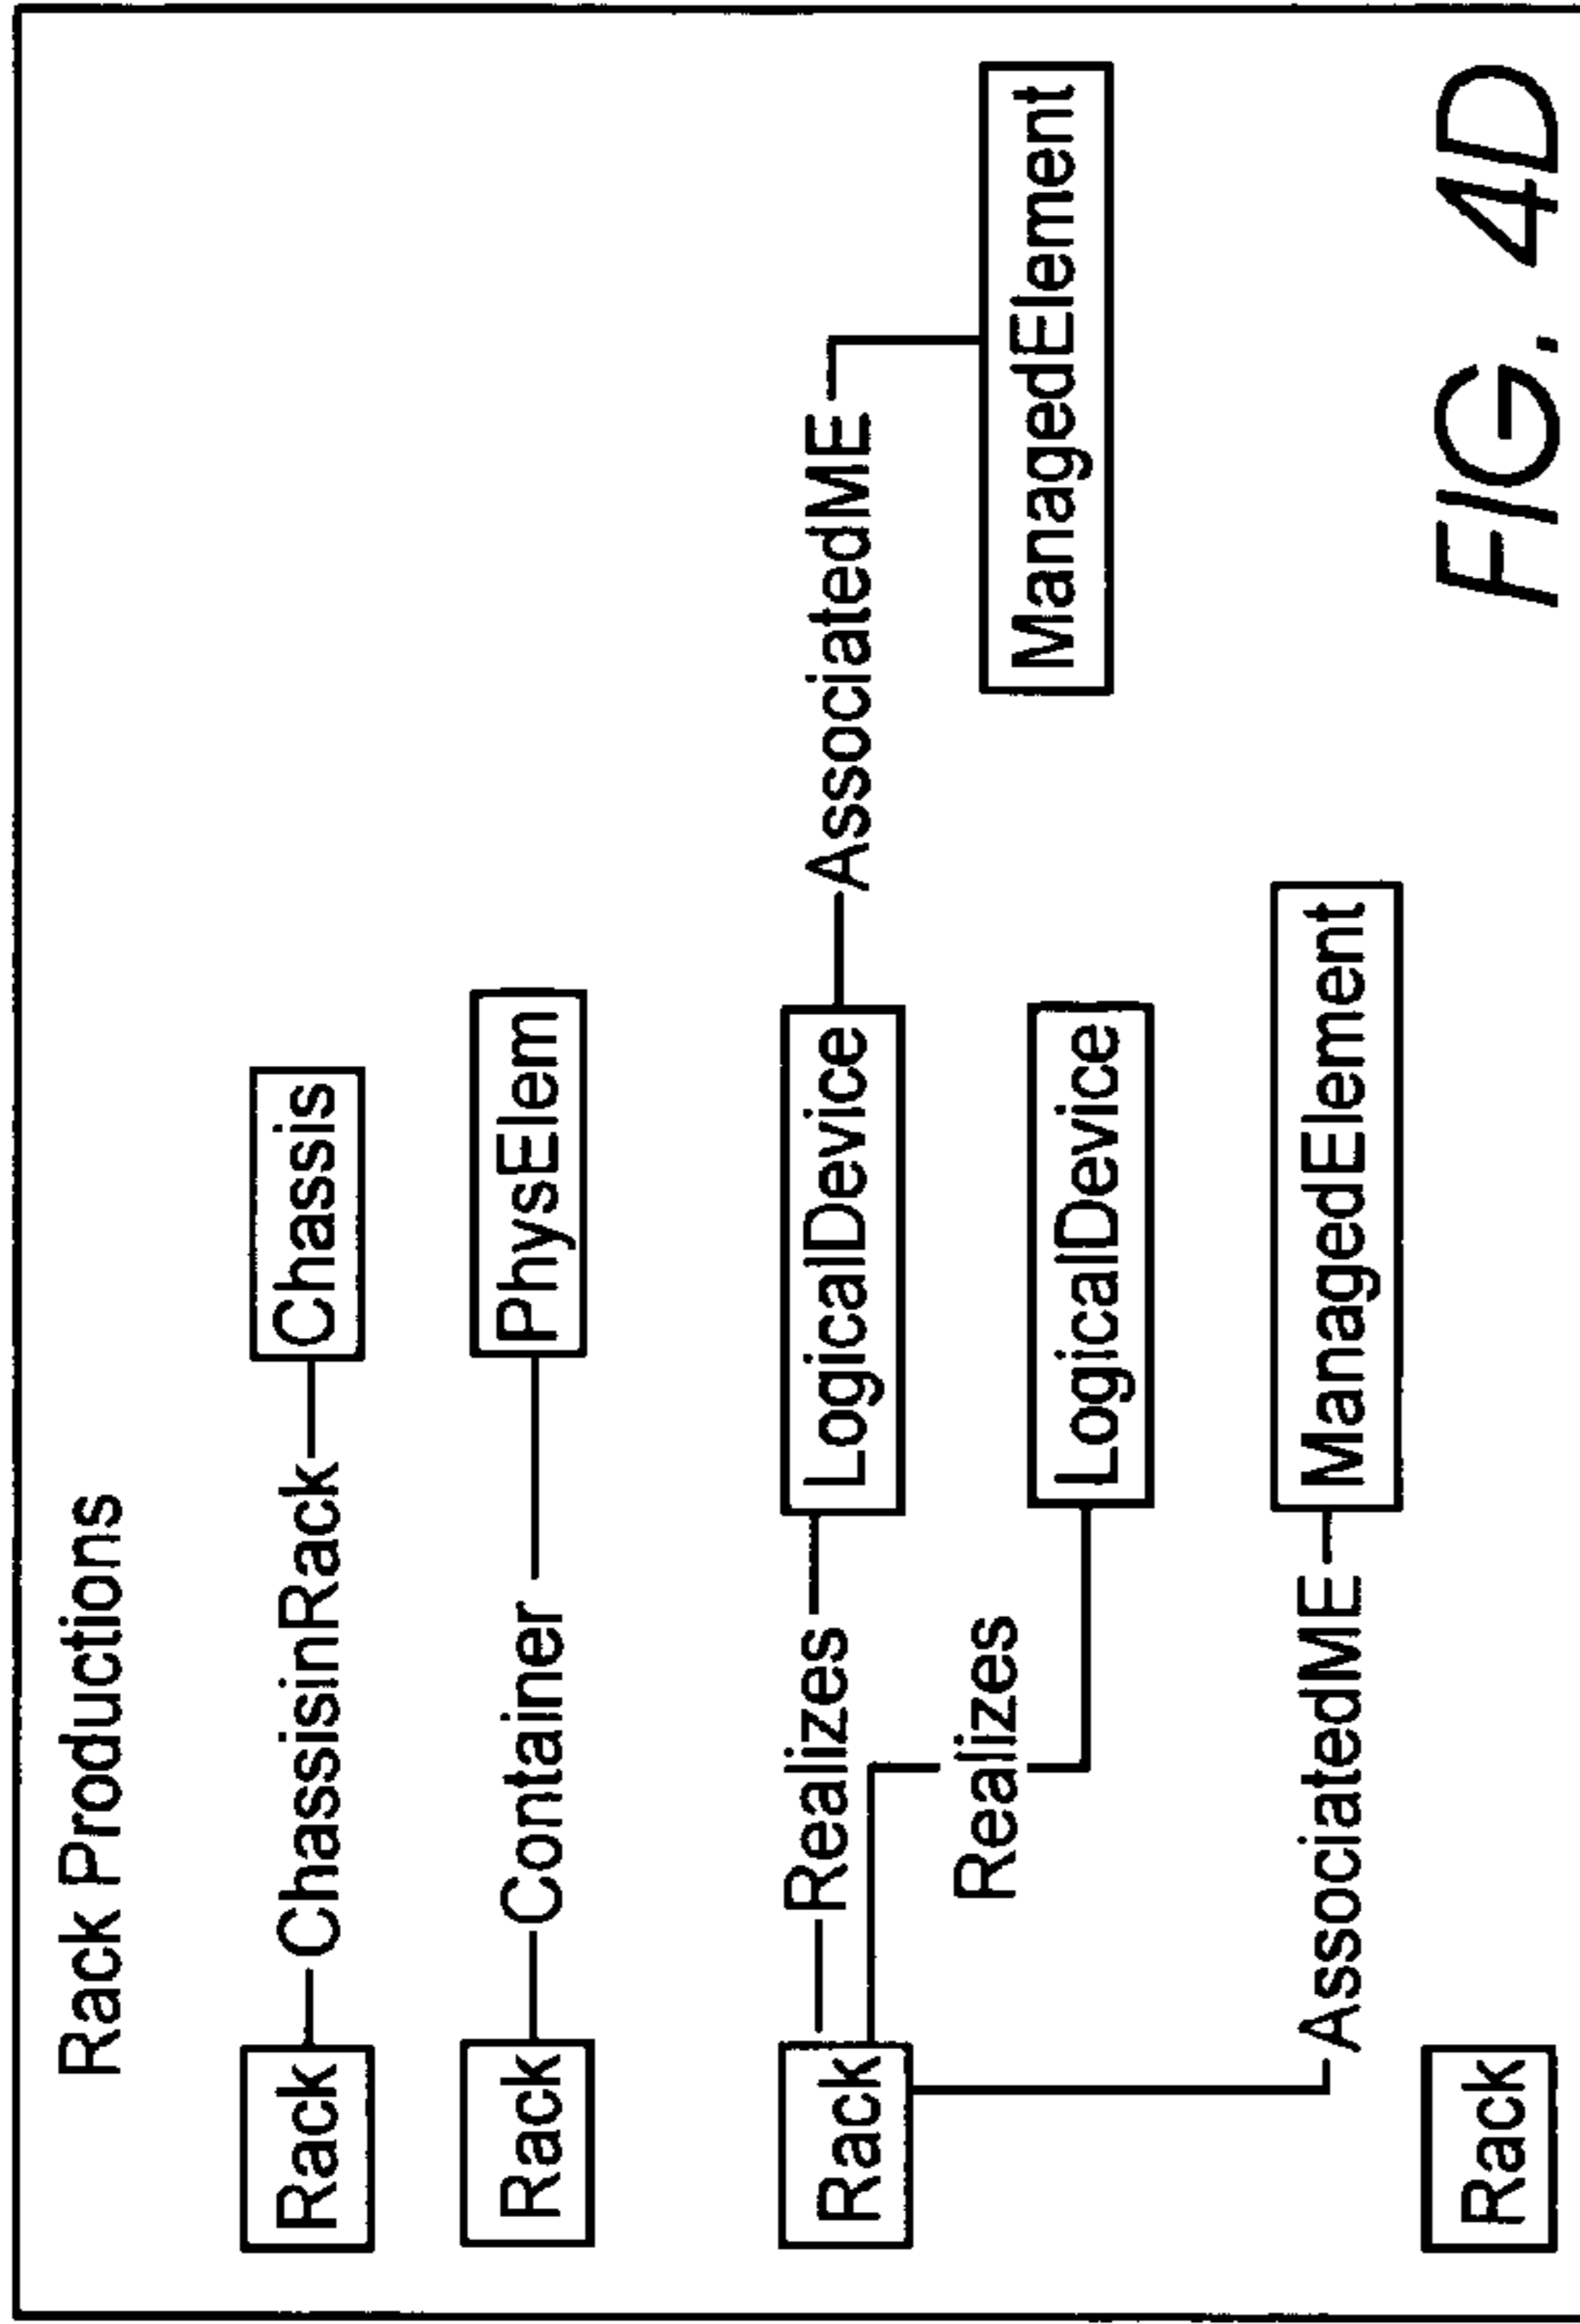 Rack Productions
Rack ChassisinRack Chassis
Rack Container PhysElem
Rack Realizes LogicalDevice AssociatedME
Realizes LogicalDevice ManagedElement
AssociatedME ManagedElement
Rack
FIG. 4D